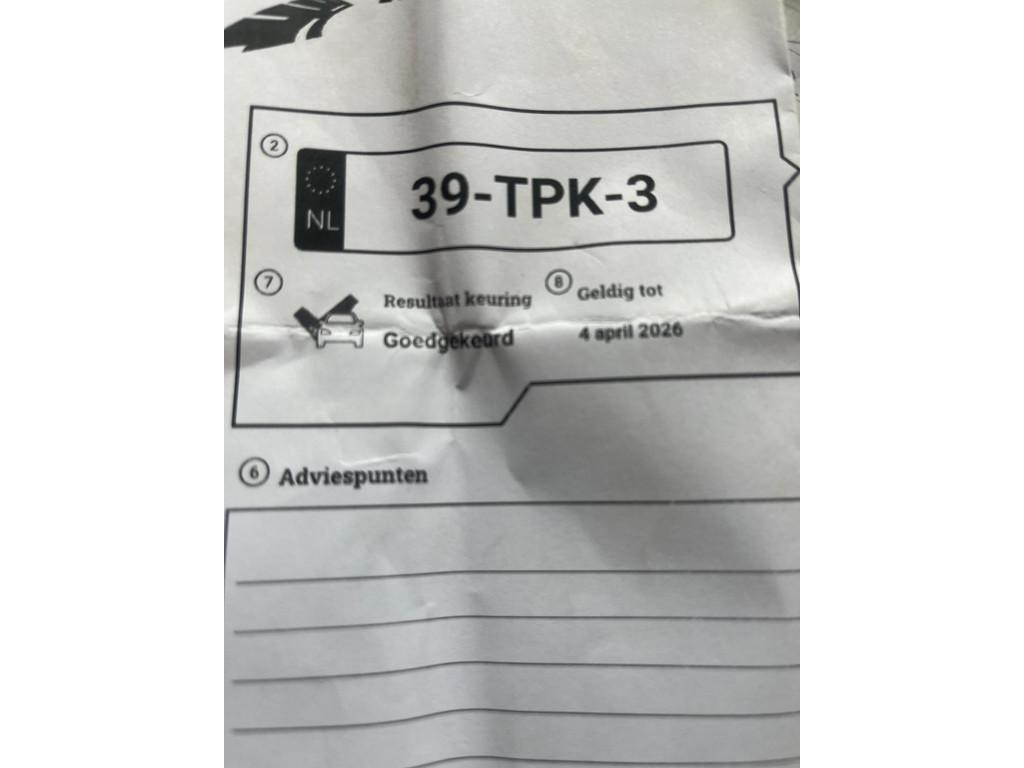 2
NL 39-TPK-3
7 Resultaat keuring 8 Geldig tot
Goedgekeurd 4 april 2026
6 Adviespunten